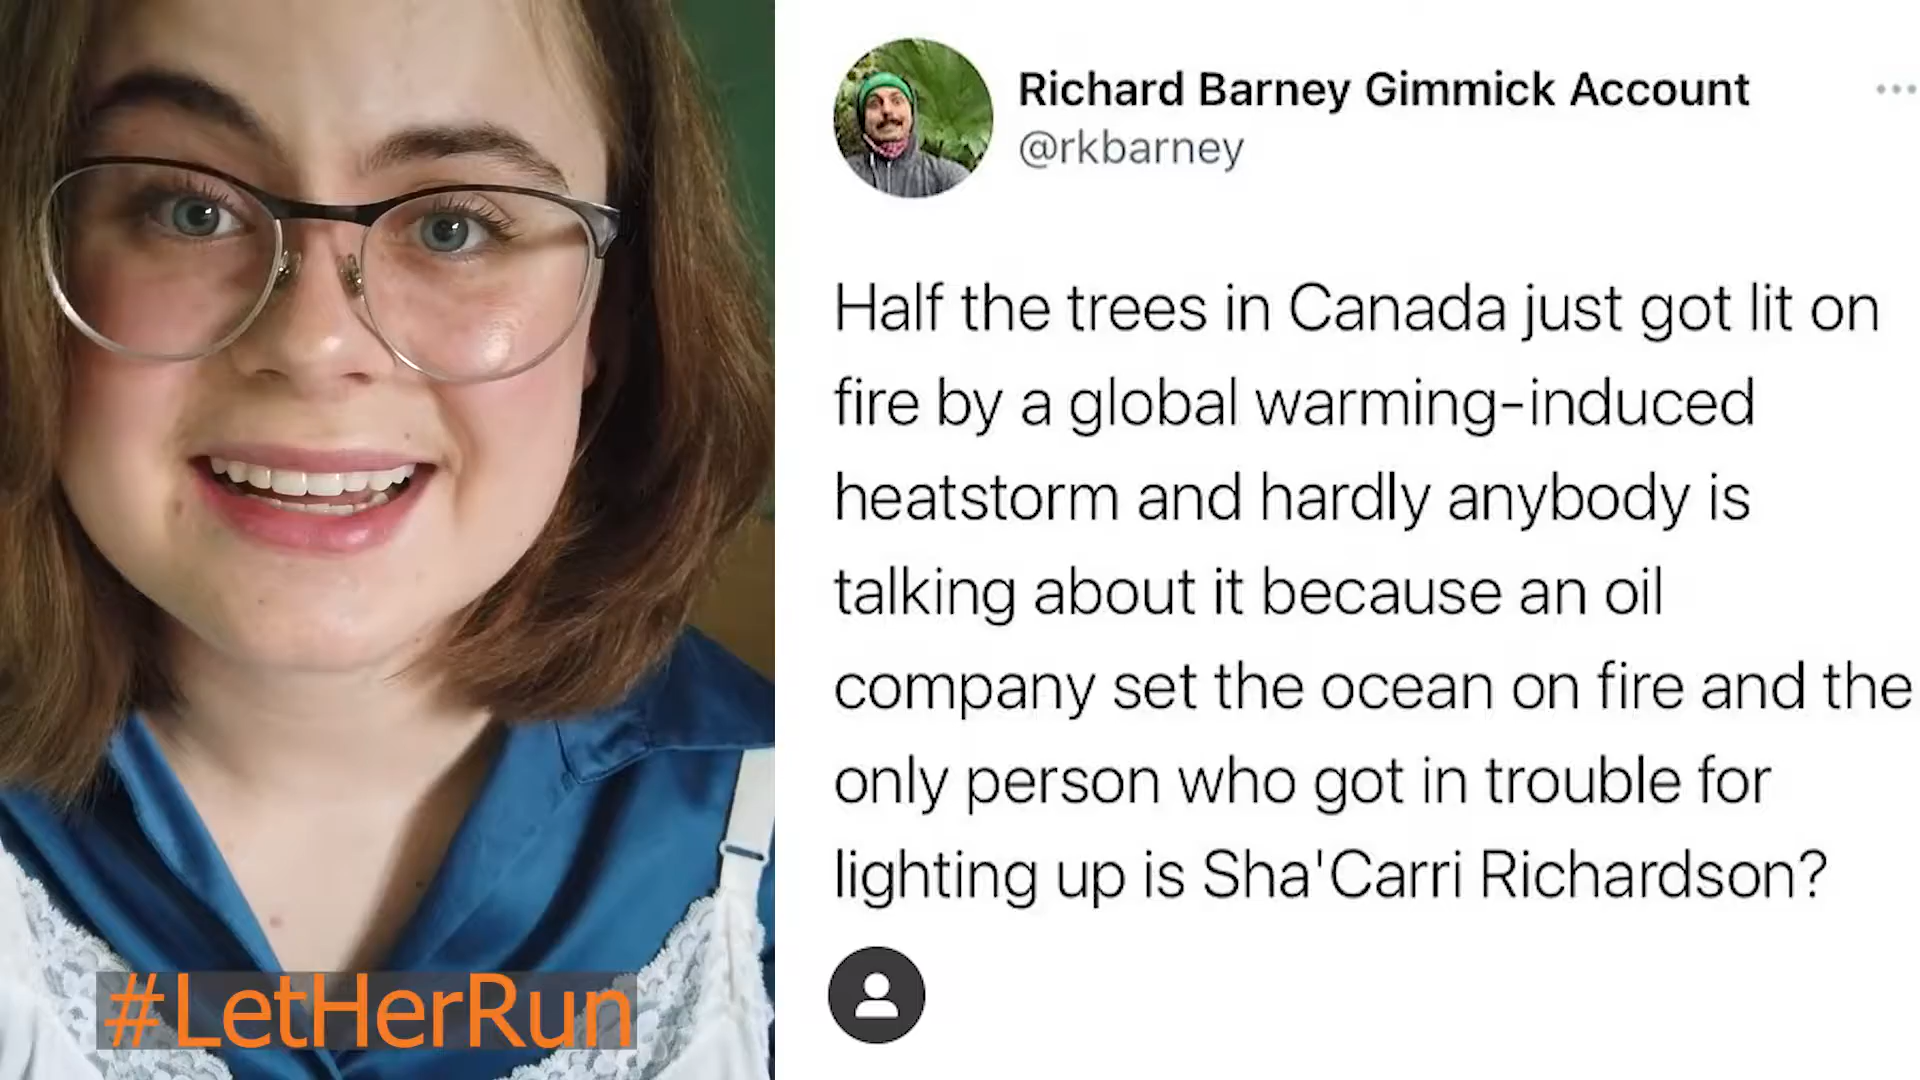 Richard Barney Gimmick Account
@rkbarney
Half the trees in Canada just got lit on
fire by a global warming-induced
heatstorm and hardly anybody is
talking about it because an oil
company set the ocean on fire and the
only person who got in trouble for
lighting up is Sha'Carri Richardson?
#LetHerRun